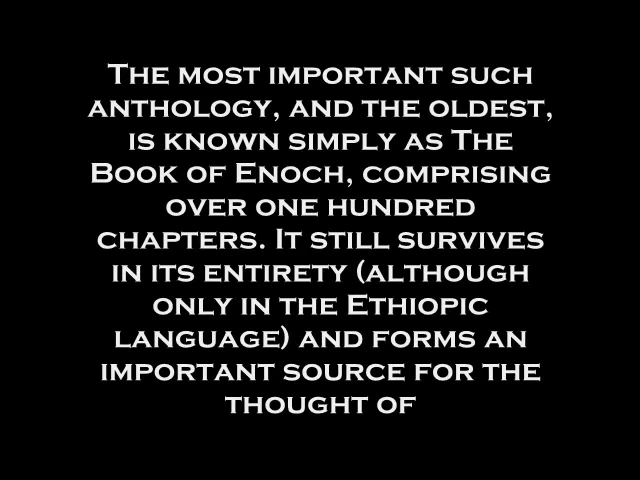 The most important such
anthology, and the oldest,
is known simply as The
Book of Enoch, comprising
over one hundred
chapters. It still survives
in its entirety (although
only in the Ethiopic
language) and forms an
important source for the
thought of